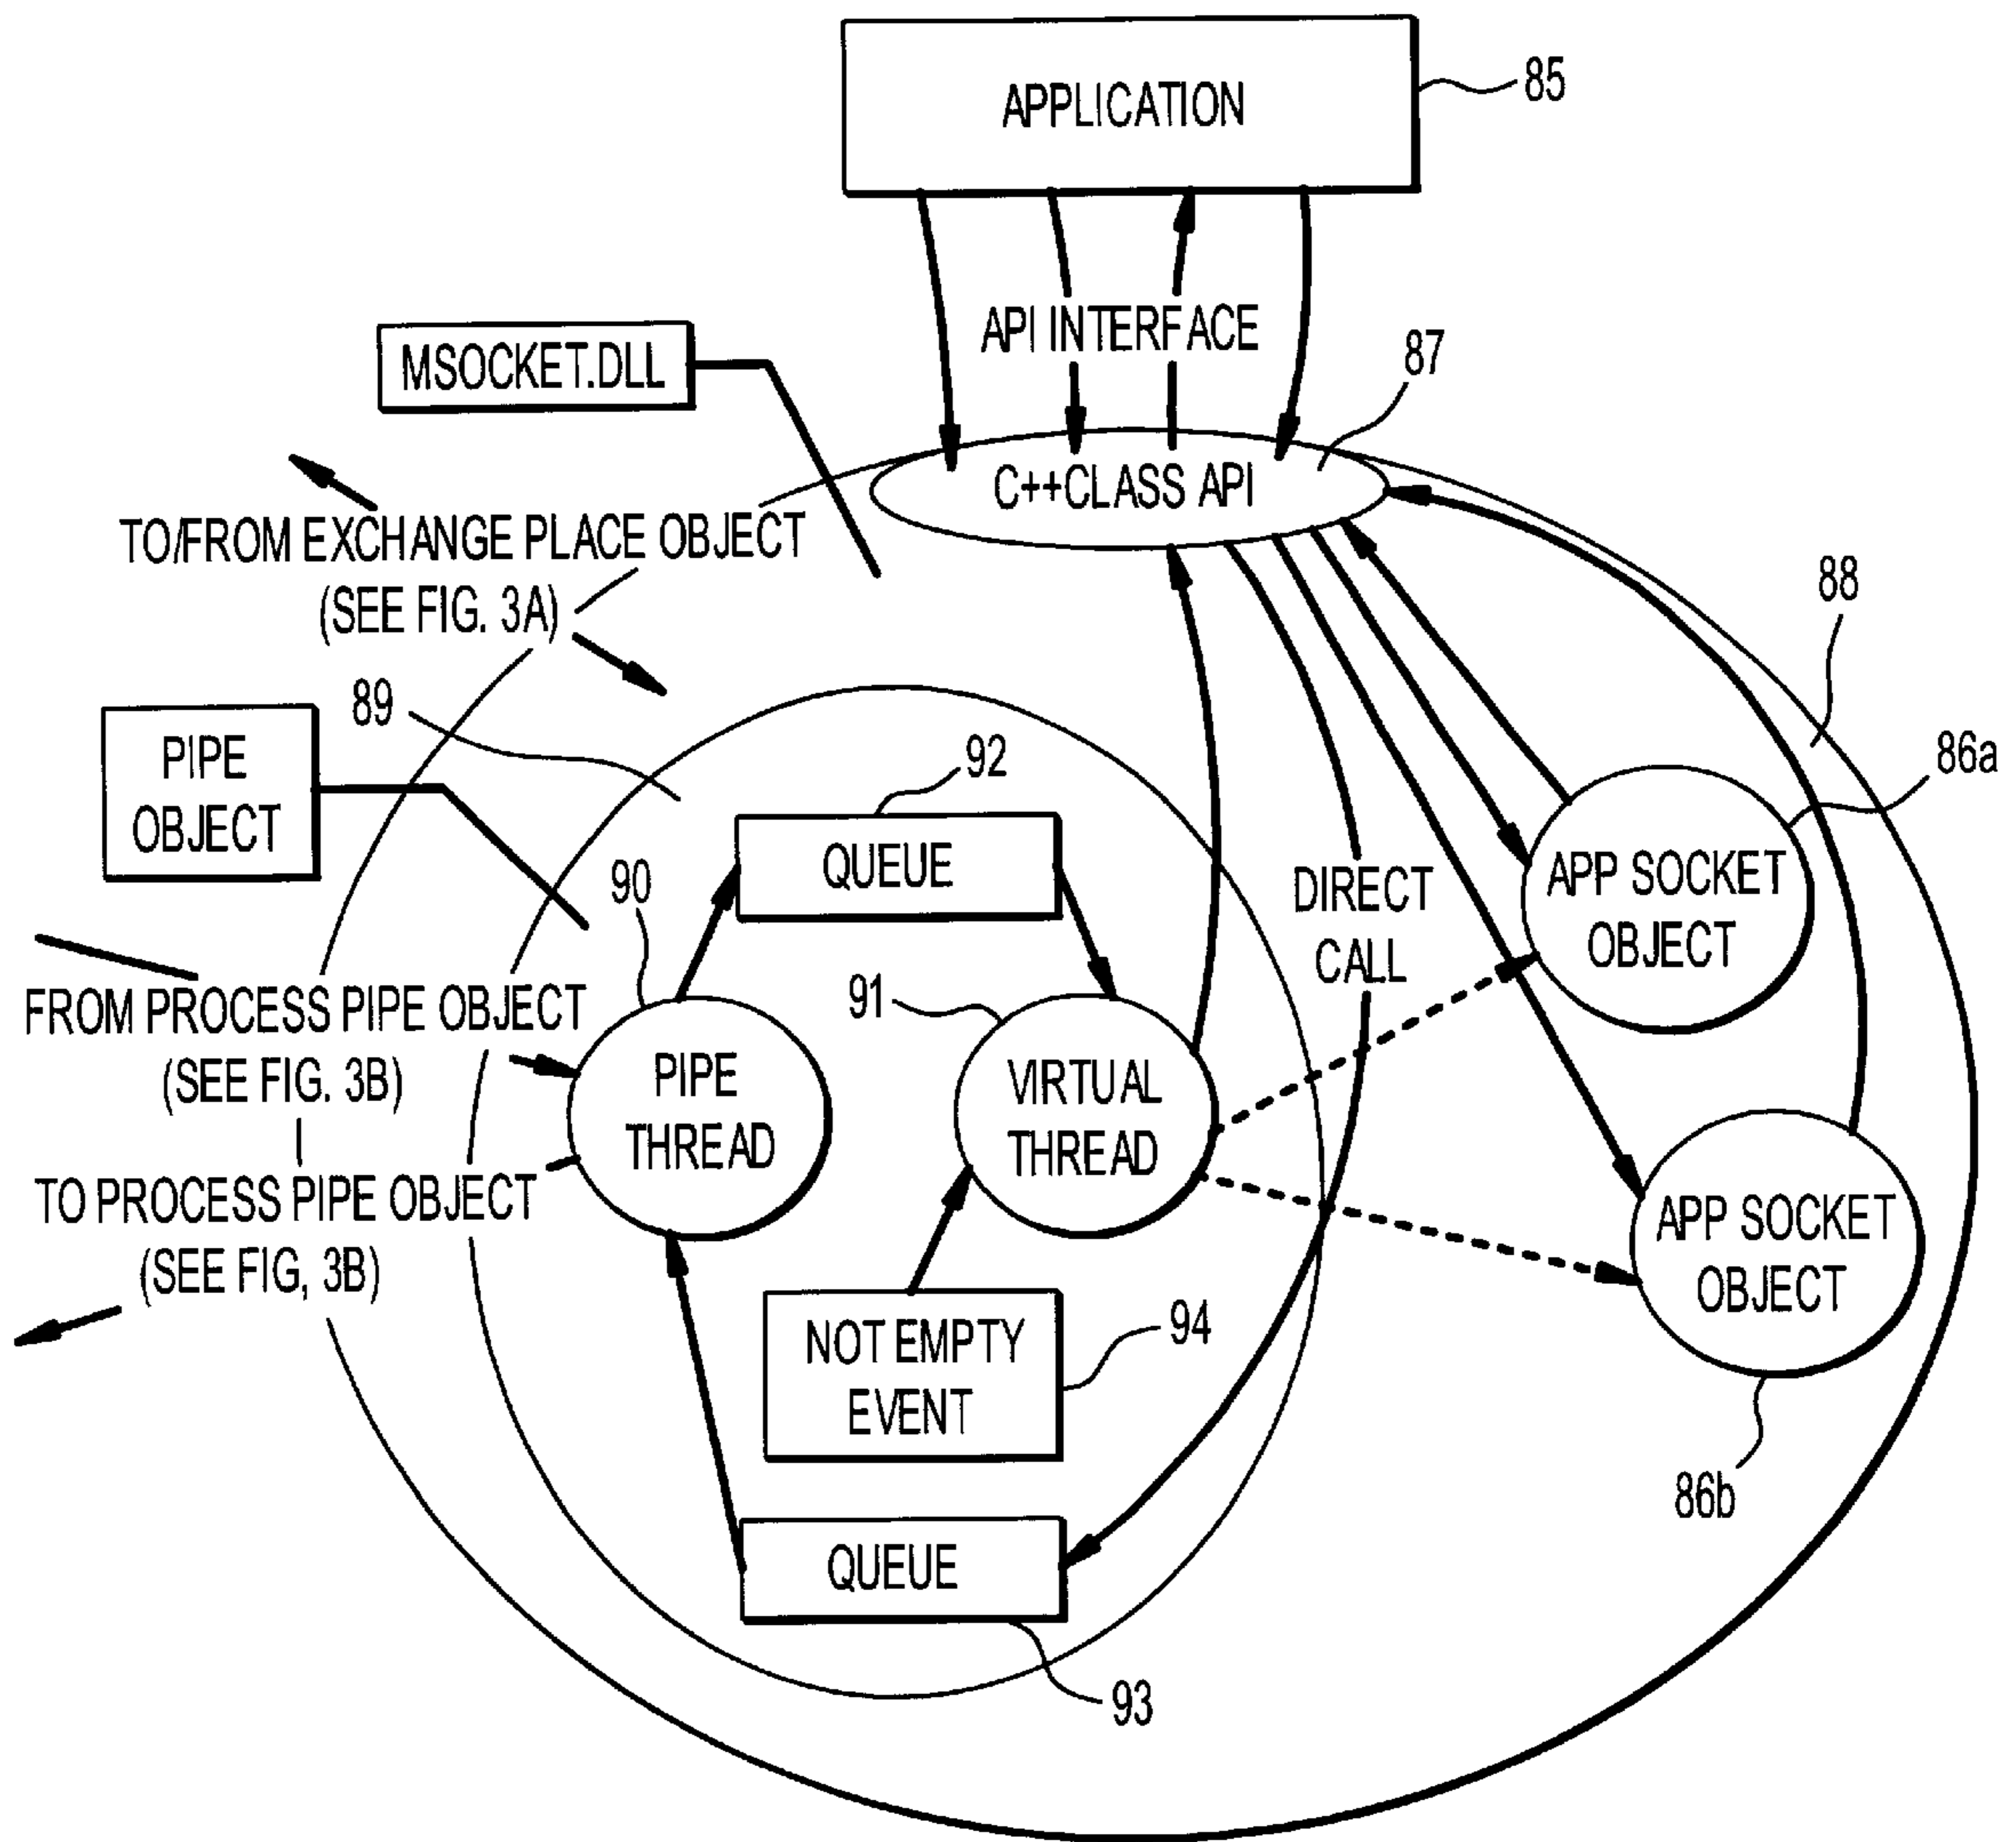 APPLICATION
85
API INTERFACE
MSOCKET.DLL
87
C++CLASS API
TO/FROM EXCHANGE PLACE OBJECT
(SEE FIG. 3A)
88
89
PIPE
OBJECT
92
86a
QUEUE
90
DIRECT
CALL
APP SOCKET
OBJECT
91
FROM PROCESS PIPE OBJECT
(SEE FIG. 3B)
PIPE
THREAD
VIRTUAL
THREAD
TO PROCESS PIPE OBJECT
(SEE FIG, 3B)
APP SOCKET
OBJECT
NOT EMPTY
EVENT
94
86b
QUEUE
93